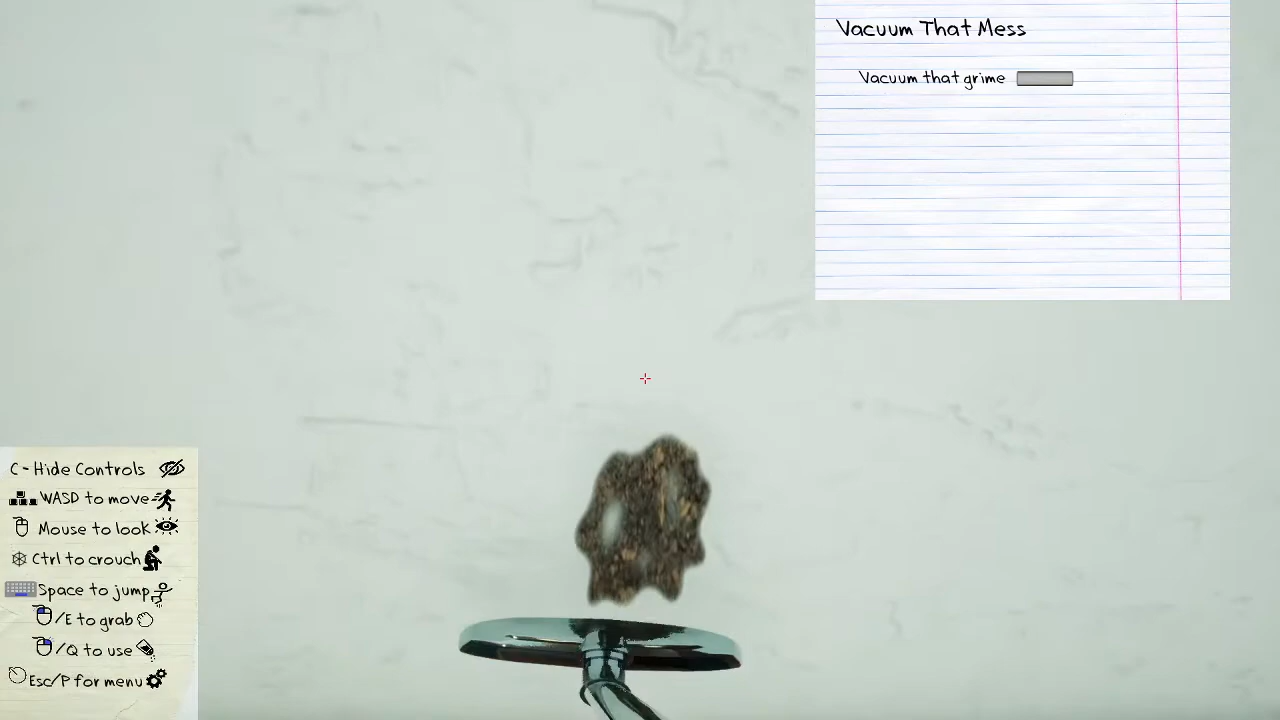 Vacuum That Mess
Vacuum that grime
C - Hide Controls
WASD to move
Mouse to look
Ctrl to crouch
Space to jump
/E to grab
/Q to use
Esc/P for menu